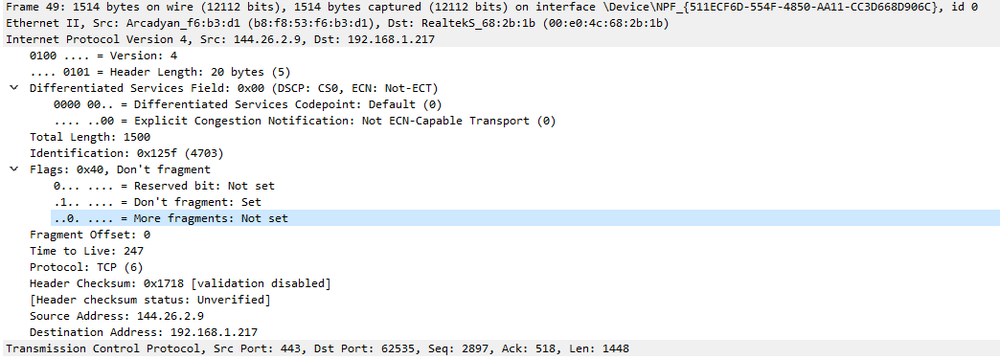 Frame 49: 1514 bytes on wire (12112 bits), 1514 bytes captured (12112 bits) on interface \Device\NPF_{511ECF6D-554F-4850-AA11-CC3D668D906C}, id 0
Ethernet II, Src: Arcadyan_f6:b3:d1 (b8:f8:53:f6:b3:d1), Dst: RealtekS_68:2b:1b (00:e0:4c:68:2b:1b)
Internet Protocol Version 4, Src: 144.26.2.9, Dst: 192.168.1.217
0100 .... = Version: 4
.... 0101 = Header Length: 20 bytes (5)
Differentiated Services Field: 0x00 (DSCP: CS0, ECN: Not-ECT)
0000 00.. = Differentiated Services Codepoint: Default (0)
.... ..00 = Explicit Congestion Notification: Not ECN-Capable Transport (0)
Total Length: 1500
Identification: 0x125f (4703)
Flags: 0x40, Don't fragment
0... .... = Reserved bit: Not set
.1.. .... = Don't fragment: Set
..0. .... = More fragments: Not set
Fragment Offset: 0
Time to Live: 247
Protocol: TCP (6)
Header Checksum: 0x1718 [validation disabled]
[Header checksum status: Unverified]
Source Address: 144.26.2.9
Destination Address: 192.168.1.217
Transmission Control Protocol, Src Port: 443, Dst Port: 62535, Seq: 2897, Ack: 518, Len: 1448